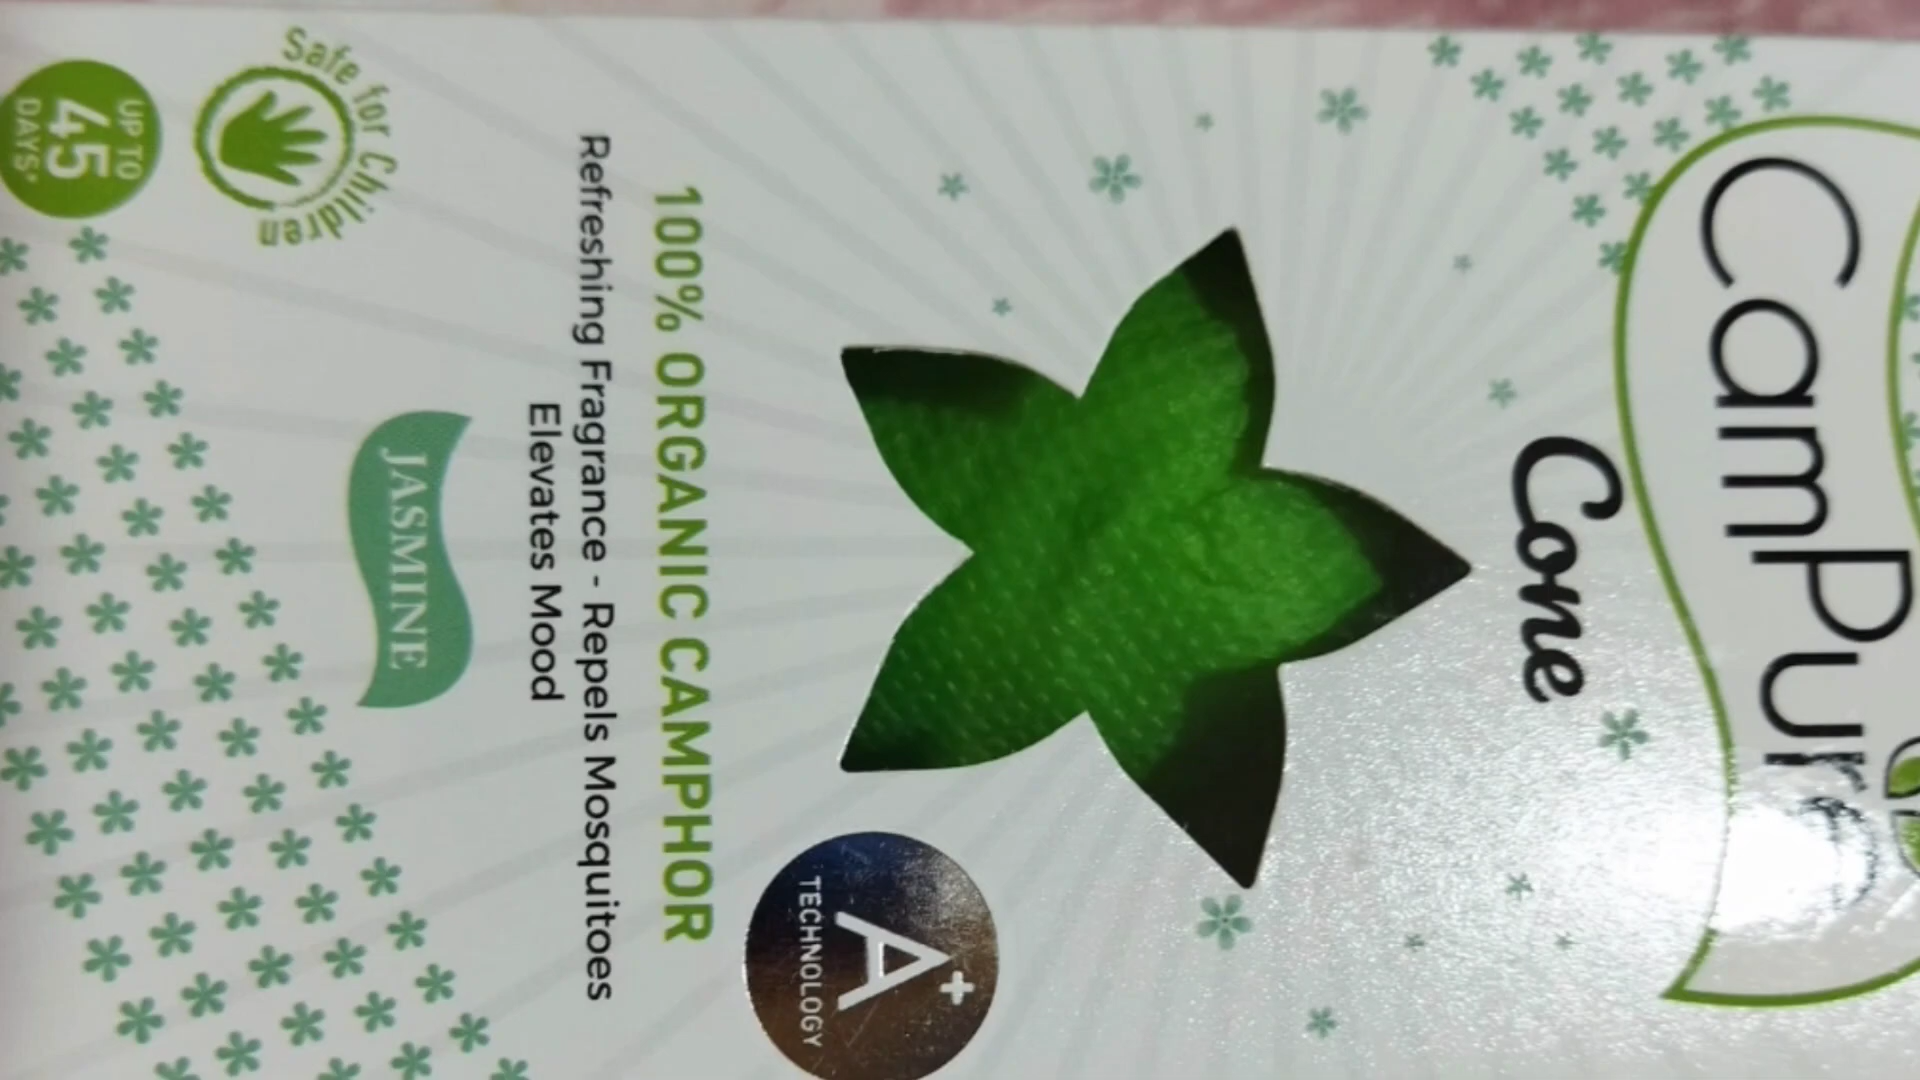 CamPure
Cone
A+
TECHNOLOGY
100% ORGANIC CAMPHOR
Refreshing Fragrance - Repels Mosquitoes
Elevates Mood
JASMINE
Safe for Children
UP TO
45
DAYS*